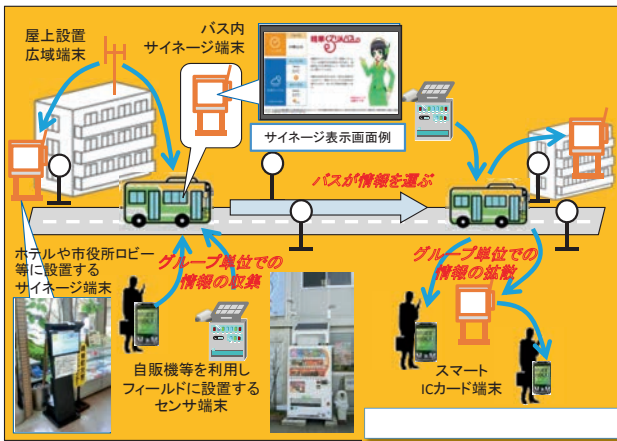 屋上設置
広域端末
バス内
サイネージ端末
サイネージ表示画面例
バスが情報を運ぶ
ホテルや市役所ロビー
等に設置する
サイネージ端末
グループ単位での
情報の収集
グループ単位での
情報の拡散
自販機等を利用し
フィールドに設置する
センサ端末
スマート
ICカード端末